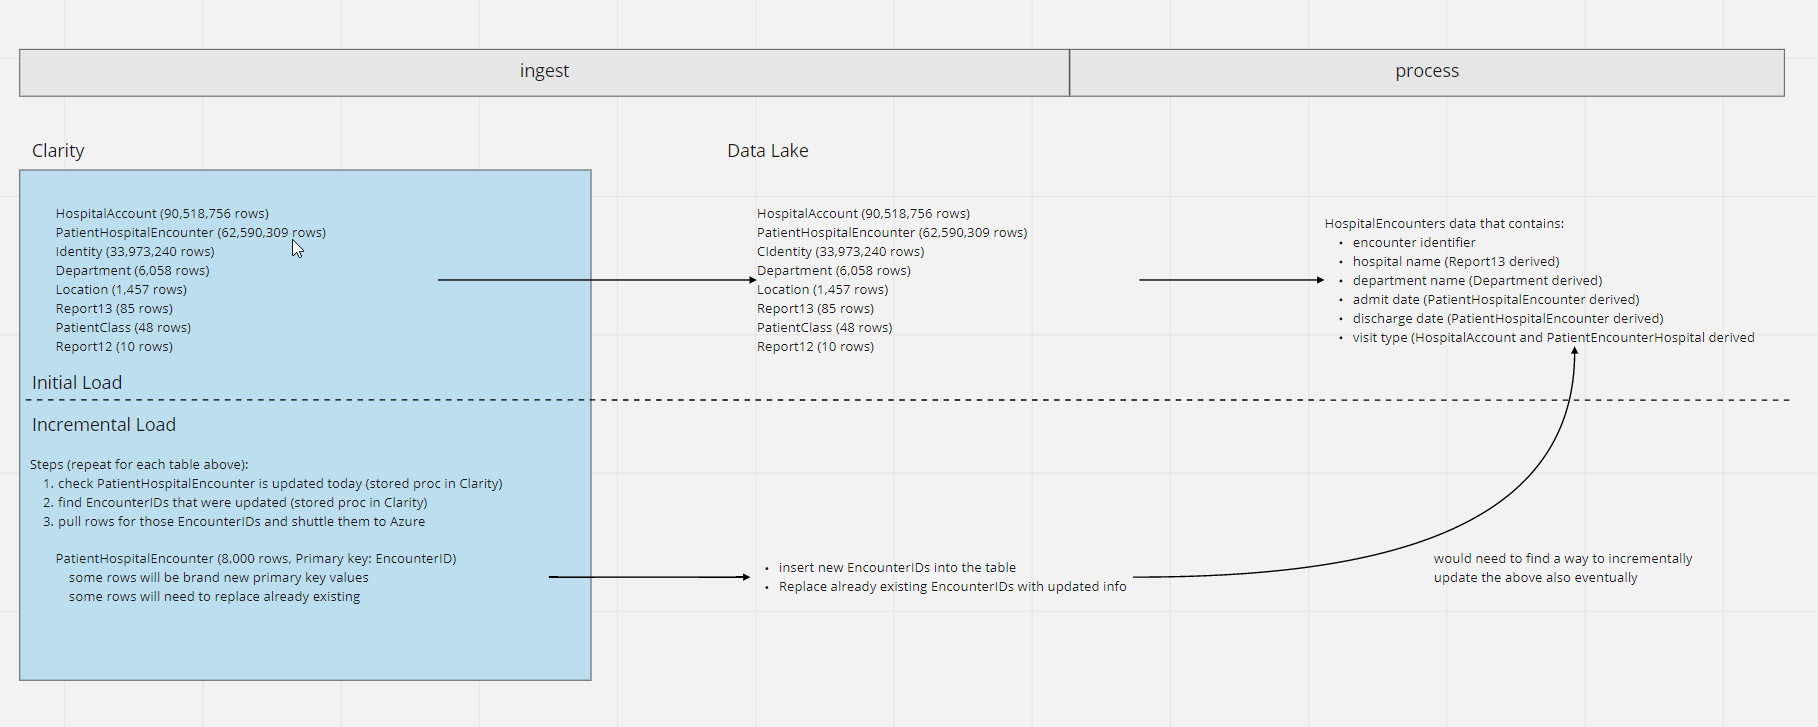 ingest
process
Clarity
Data Lake
HospitalAccount (90,518,756 rows)
PatientHospitalEncounter (62,590,309 rows)
Identity (33,973,240 rows)
Department (6,058 rows)
Location (1,457 rows)
Report13 (85 rows)
PatientClass (48 rows)
Report12 (10 rows)
HospitalAccount (90,518,756 rows)
PatientHospitalEncounter (62,590,309 rows)
CIdentity (33,973,240 rows)
Department (6,058 rows)
Location (1,457 rows)
Report13 (85 rows)
PatientClass (48 rows)
Report12 (10 rows)
HospitalEncounters data that contains:
• encounter identifier
• hospital name (Report13 derived)
• department name (Department derived)
• admit date (PatientHospitalEncounter derived)
• discharge date (PatientHospitalEncounter derived)
• visit type (HospitalAccount and PatientEncounterHospital derived
Initial Load
Incremental Load
Steps (repeat for each table above):
1. check PatientHospitalEncounter is updated today (stored proc in Clarity)
2. find EncounterIDs that were updated (stored proc in Clarity)
3. pull rows for those EncounterIDs and shuttle them to Azure
PatientHospitalEncounter (8,000 rows, Primary key: EncounterID)
some rows will be brand new primary key values
some rows will need to replace already existing
• insert new EncounterIDs into the table
• Replace already existing EncounterIDs with updated info
would need to find a way to incrementally
update the above also eventually